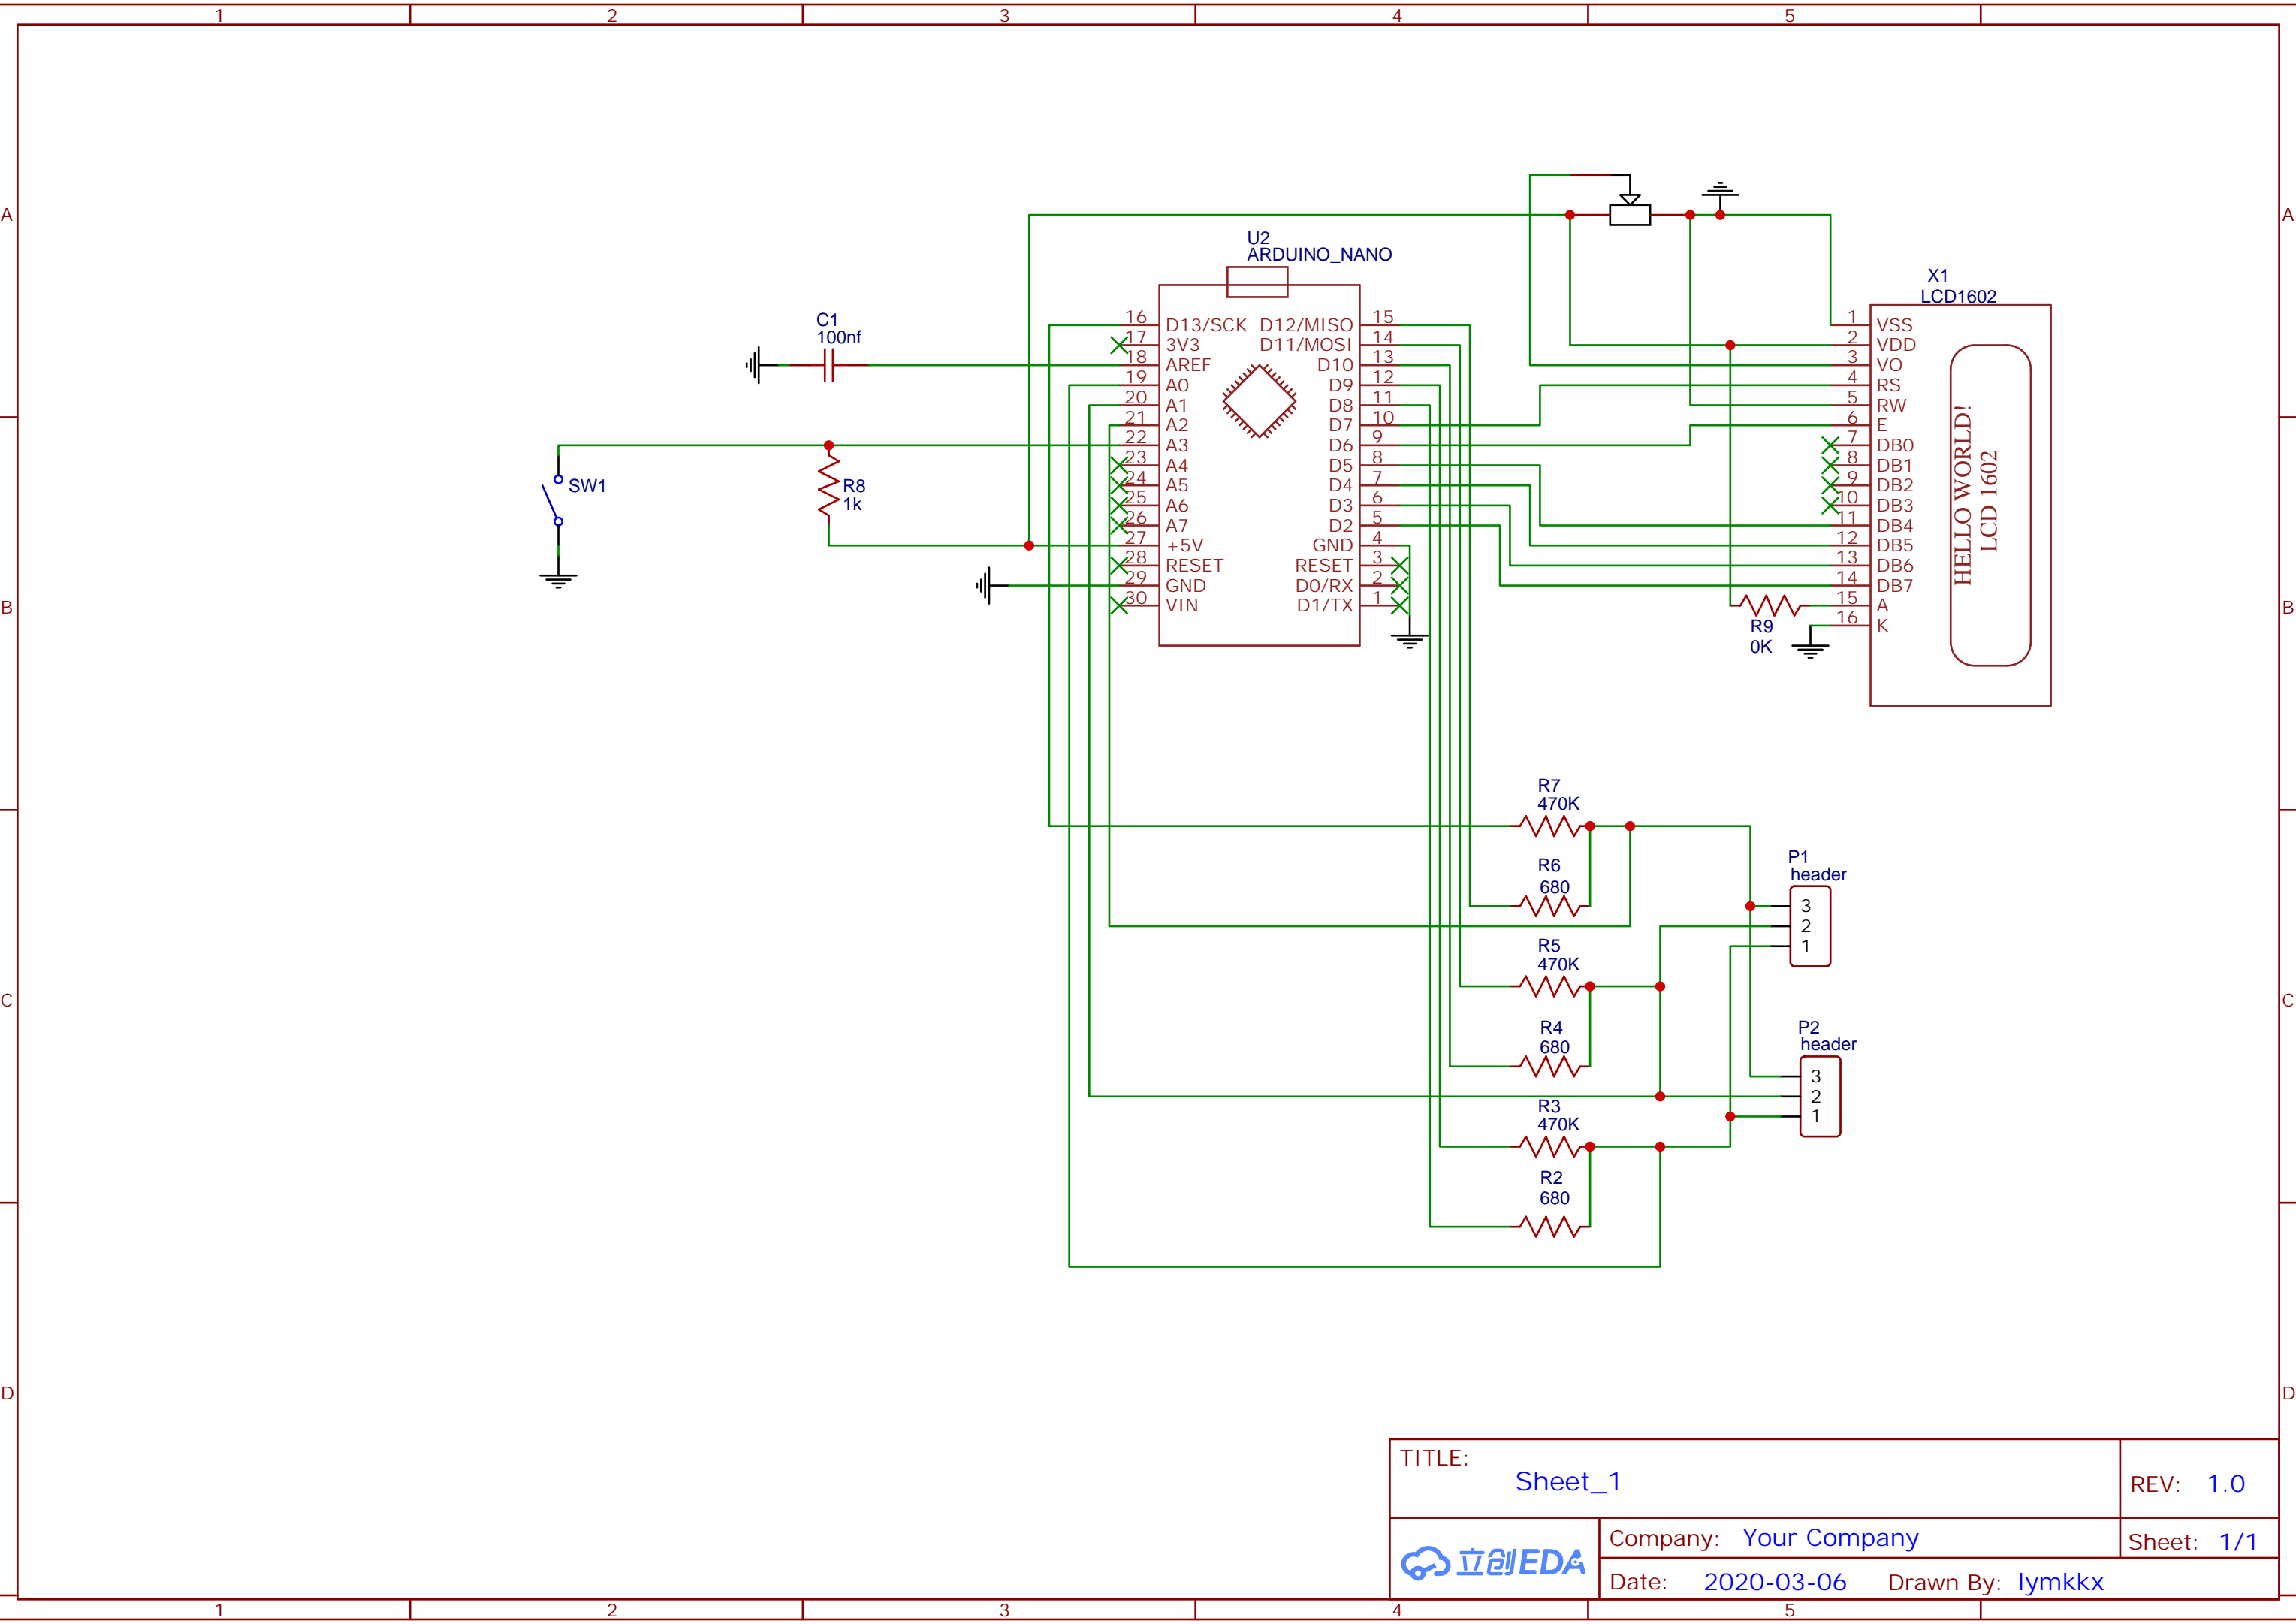 1 2 3 4 5
A A
B B
C C
D D
U2
ARDUINO_NANO
16 D13/SCK
17 3V3
18 AREF
19 A0
20 A1
21 A2
22 A3
23 A4
24 A5
25 A6
26 A7
27 +5V
28 RESET
29 GND
30 VIN
D12/MISO 15
D11/MOSI 14
D10 13
D9 12
D8 11
D7 10
D6 9
D5 8
D4 7
D3 6
D2 5
GND 4
RESET 3
D0/RX 2
D1/TX 1
C1
100nf
SW1
R8
1k
X1
LCD1602
1 VSS
2 VDD
3 VO
4 RS
5 RW
6 E
7 DB0
8 DB1
9 DB2
10 DB3
11 DB4
12 DB5
13 DB6
14 DB7
15 A
16 K
HELLO WORLD!
LCD 1602
R9
0K
R7
470K
R6
680
R5
470K
R4
680
R3
470K
R2
680
P1
header
3
2
1
P2
header
3
2
1
TITLE:
Sheet_1
REV: 1.0
立创EDA
Company: Your Company
Sheet: 1/1
Date: 2020-03-06 Drawn By: lymkkx
1 2 3 4 5